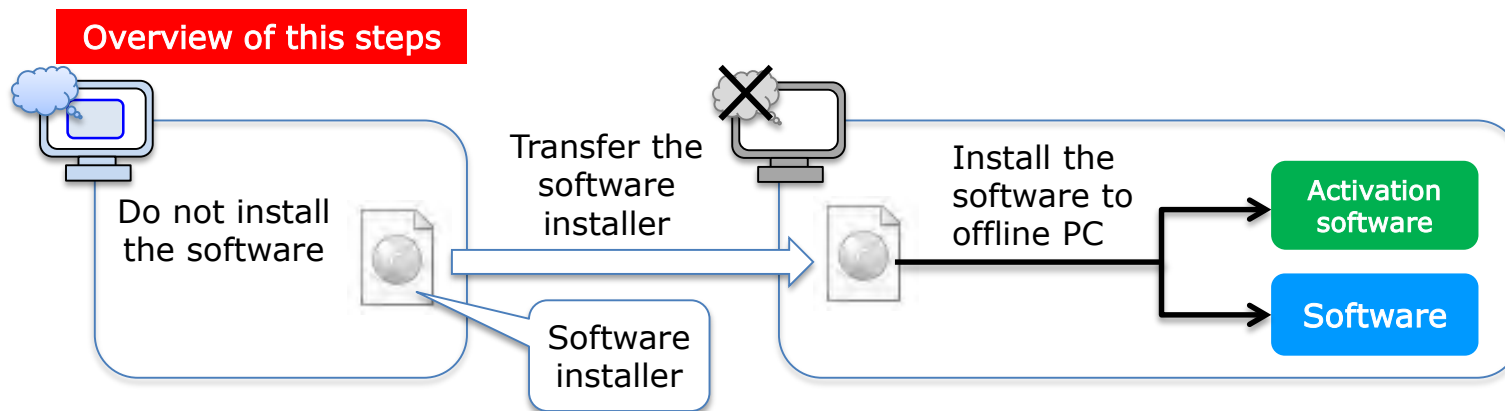 Overview of this steps
Do not install
the software
Transfer the
software
installer
Software
installer
Install the
software to
offline PC
Activation
software
Software